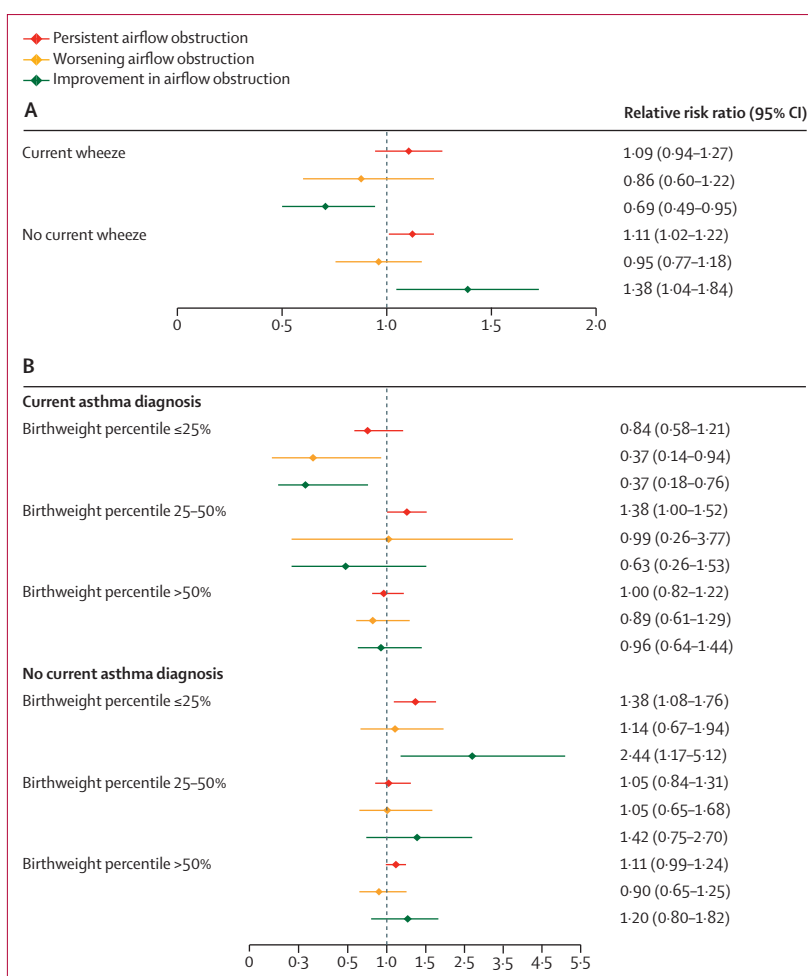 Persistent airflow obstruction
Worsening airflow obstruction
Improvement in airflow obstruction
A
Relative risk ratio (95% CI)
Current wheeze
1·09 (0·94–1·27)
0·86 (0·60–1·22)
0·69 (0·49–0·95)
No current wheeze
1·11 (1·02–1·22)
0·95 (0·77–1·18)
1·38 (1·04–1·84)
0 0·5 1·0 1·5 2·0
B
Current asthma diagnosis
Birthweight percentile ≤25%
0·84 (0·58–1·21)
0·37 (0·14–0·94)
0·37 (0·18–0·76)
Birthweight percentile 25–50%
1·38 (1·00–1·52)
0·99 (0·26–3·77)
0·63 (0·26–1·53)
Birthweight percentile >50%
1·00 (0·82–1·22)
0·89 (0·61–1·29)
0·96 (0·64–1·44)
No current asthma diagnosis
Birthweight percentile ≤25%
1·38 (1·08–1·76)
1·14 (0·67–1·94)
2·44 (1·17–5·12)
Birthweight percentile 25–50%
1·05 (0·84–1·31)
1·05 (0·65–1·68)
1·42 (0·75–2·70)
Birthweight percentile >50%
1·11 (0·99–1·24)
0·90 (0·65–1·25)
1·20 (0·80–1·82)
0 0·3 0·5 1·0 1·5 2·5 3·5 4·5 5·5